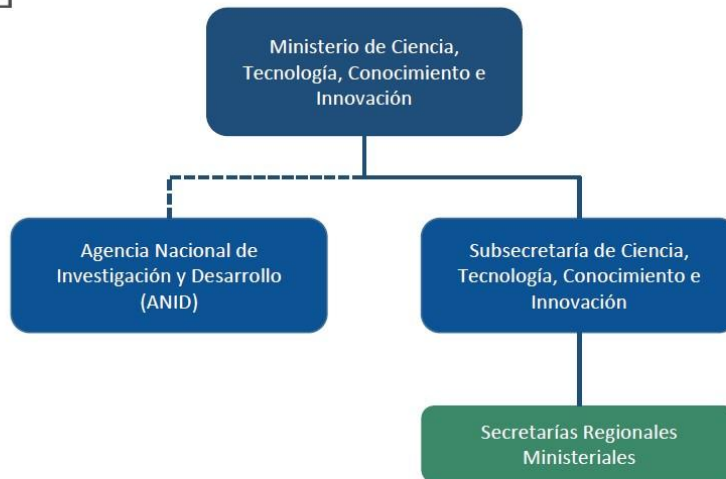 Ministerio de Ciencia,
Tecnología, Conocimiento e
Innovación
Agencia Nacional de
Investigación y Desarrollo
(ANID)
Subsecretaría de Ciencia,
Tecnología, Conocimiento e
Innovación
Secretarías Regionales
Ministeriales